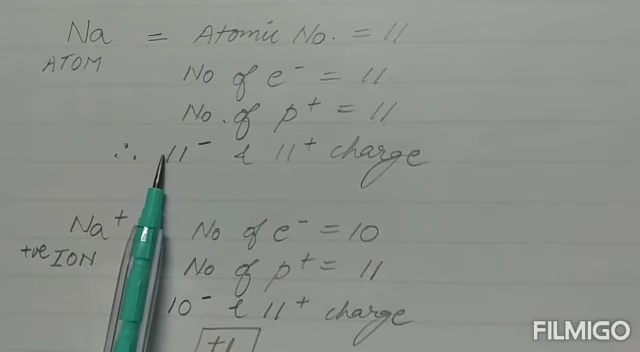 Na = Atomic No. = 11
ATOM
No of e⁻ = 11
No. of p⁺ = 11
∴ 11⁻ & 11⁺ charge
Na⁺ No of e⁻ = 10
+ve ION
No of p⁺ = 11
10⁻ & 11⁺ charge
+1
FILMIGO